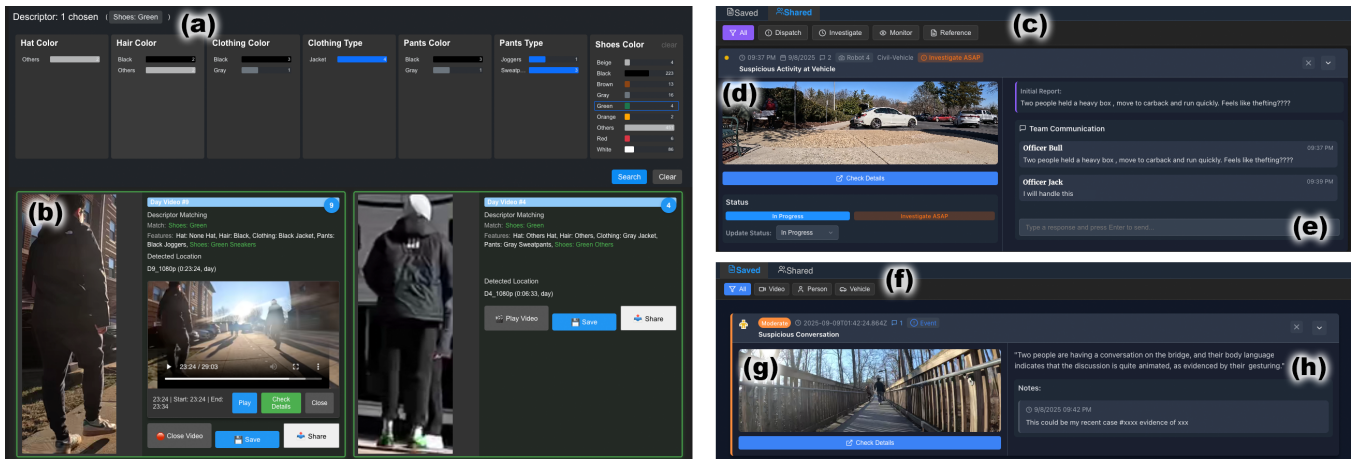 Descriptor: 1 chosen ( Shoes: Green )
(a)
Hat Color
Others
Hair Color
Black 2
Others
Clothing Color
Black 3
Gray 1
Clothing Type
Jacket 4
Pants Color
Black 3
Gray 1
Pants Type
Joggers 1
Sweatp... 3
Shoes Color clear
Beige 4
Black 223
Brown 13
Gray 16
Green 4
Orange 2
Others
Red 6
White 86
Search Clear
(b)
Day Video #9 9
Descriptor Matching
Match: Shoes: Green
Features: Hat: None Hat, Hair: Black, Clothing: Black Jacket, Pants:
Black Joggers, Shoes: Green Sneakers
Detected Location
D9_1080p (0:23:24, day)
23:24 / 29:03
23:24 | Start: 23:24 | End:
23:34
Play
Check
Details
Close
Close Video
Save
Share
Day Video #4 4
Descriptor Matching
Match: Shoes: Green
Features: Hat: Others Hat, Hair: Others, Clothing: Gray Jacket,
Pants: Gray Sweatpants, Shoes: Green Others
Detected Location
D4_1080p (0:06:33, day)
Play Video
Save
Share
Saved Shared
All Dispatch Investigate Monitor Reference
(c)
09:37 PM 9/8/2025 2 Robot 4 Civil-Vehicle Investigate ASAP
Suspicious Activity at Vehicle
(d)
Check Details
Status
In Progress Investigate ASAP
Update Status: In Progress
Initial Report:
Two people held a heavy box , move to carback and run quickly. Feels like thefting????
Team Communication
Officer Bull 09:37 PM
Two people held a heavy box , move to carback and run quickly. Feels like thefting????
Officer Jack 09:39 PM
I will handle this
Type a response and press Enter to send...
(e)
Saved Shared
All Video Person Vehicle
(f)
Moderate 2025-09-09T01:42:24.864Z 1 Event
Suspicious Conversation
(g)
Check Details
"Two people are having a conversation on the bridge, and their body language
indicates that the discussion is quite animated, as evidenced by their gesturing."
(h)
Notes:
9/8/2025 09:42 PM
This could be my recent case #xxxx evidence of xxx